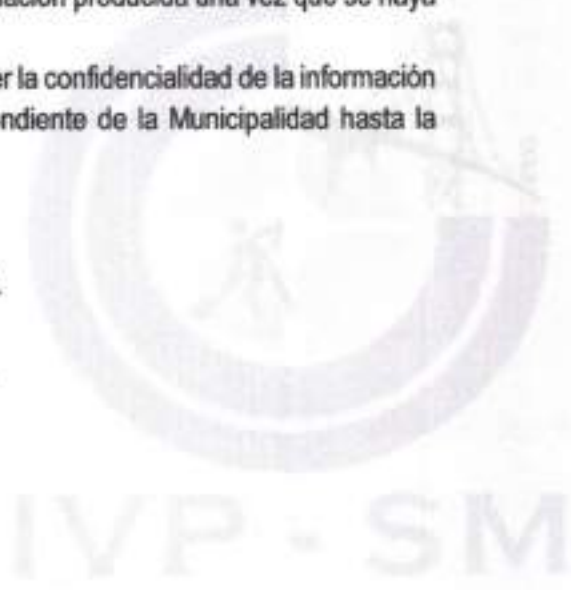 producida una vez que se haya
er la confidencialidad de la información
ndiente de la Municipalidad hasta la
IVP - SM